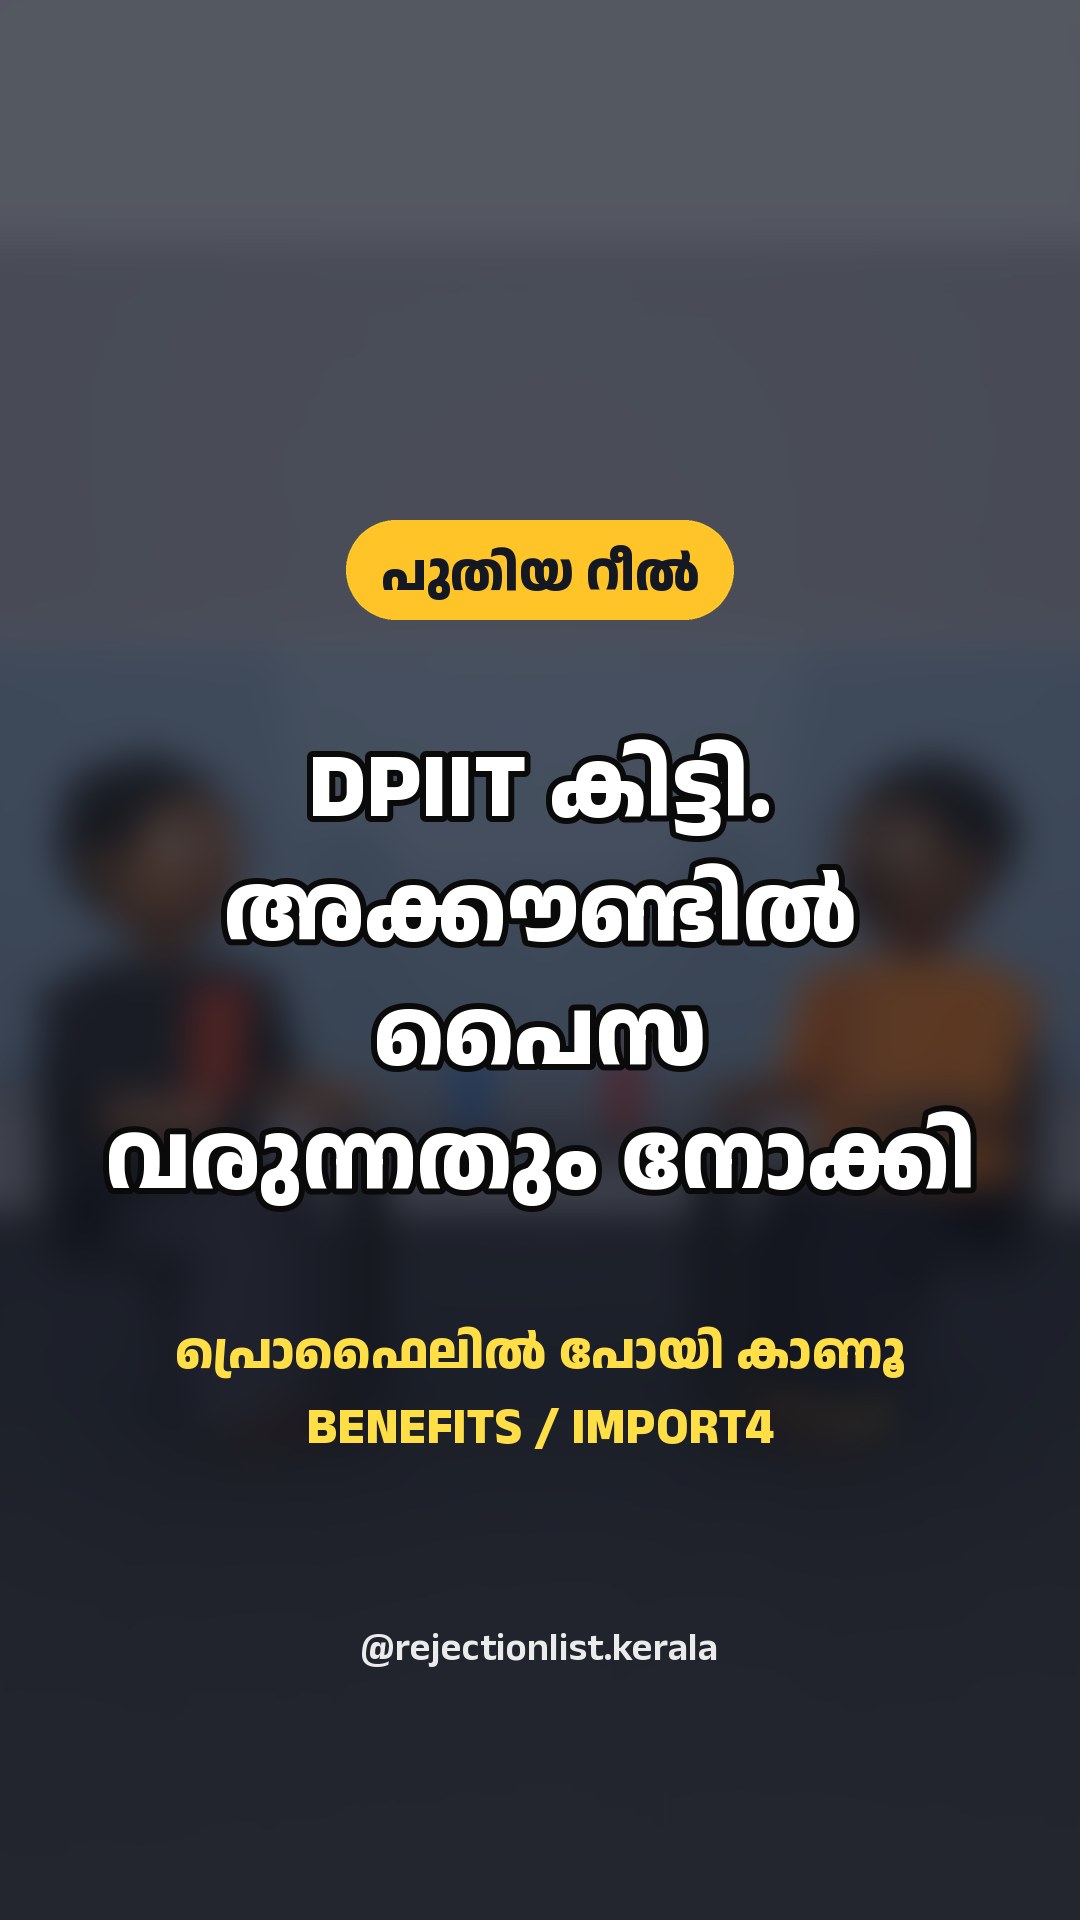 പുതിയ റീൽ
DPIIT കിട്ടി.
അക്കൗണ്ടിൽ
പൈസ
വരുന്നതും നോക്കി
പ്രൊഫൈലിൽ പോയി കാണൂ
BENEFITS / IMPORT4
@rejectionlist.kerala